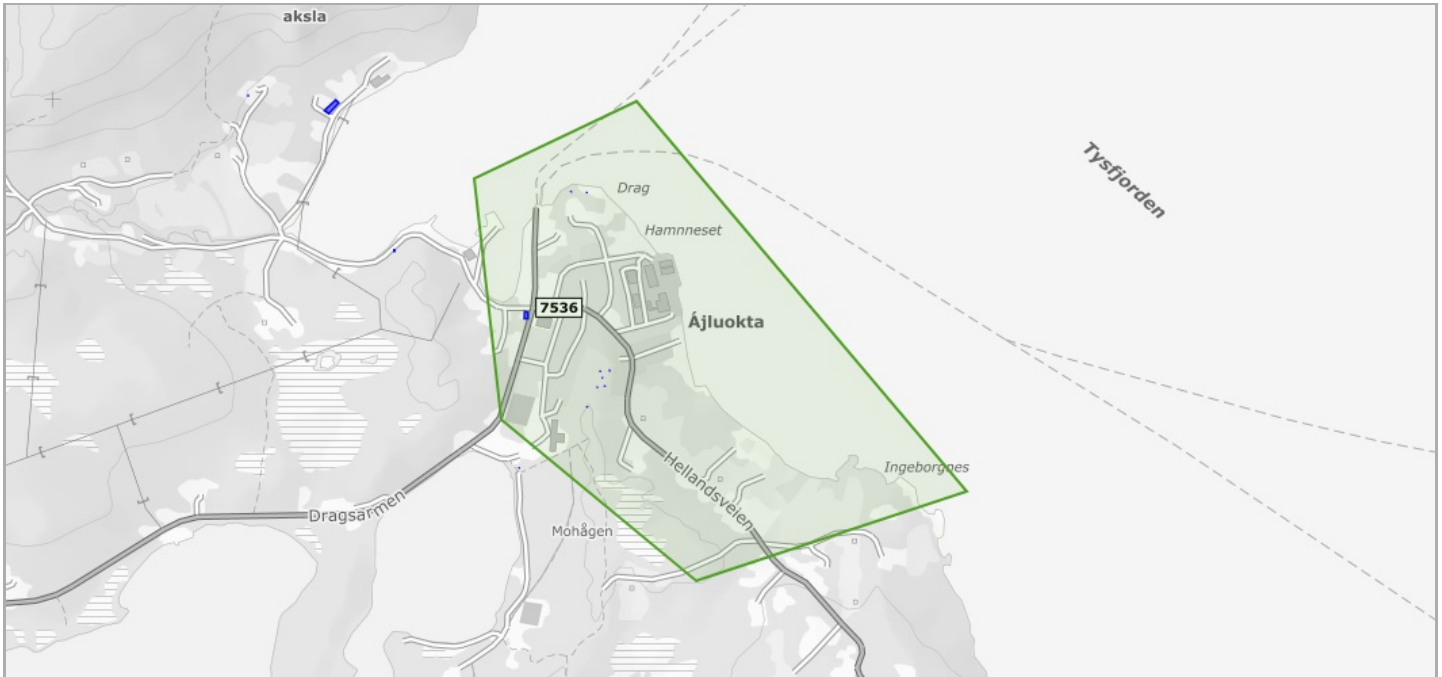 aksla
Tysfjorden
Drag
Hamnneset
7536
Ájluokta
Ingeborgnes
Hellandsveien
Dragsarmen
Mohågen